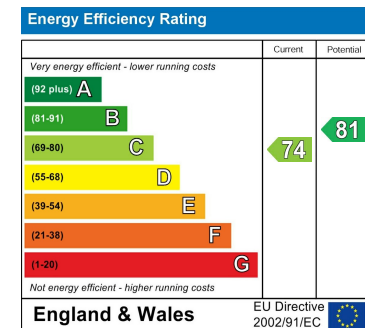 Energy Efficiency Rating
Current Potential
Very energy efficient - lower running costs
(92 plus) A
(81-91) B
(69-80) C
(55-68) D
(39-54) E
(21-38) F
(1-20) G
74
81
Not energy efficient - higher running costs
England & Wales
EU Directive
2002/91/EC